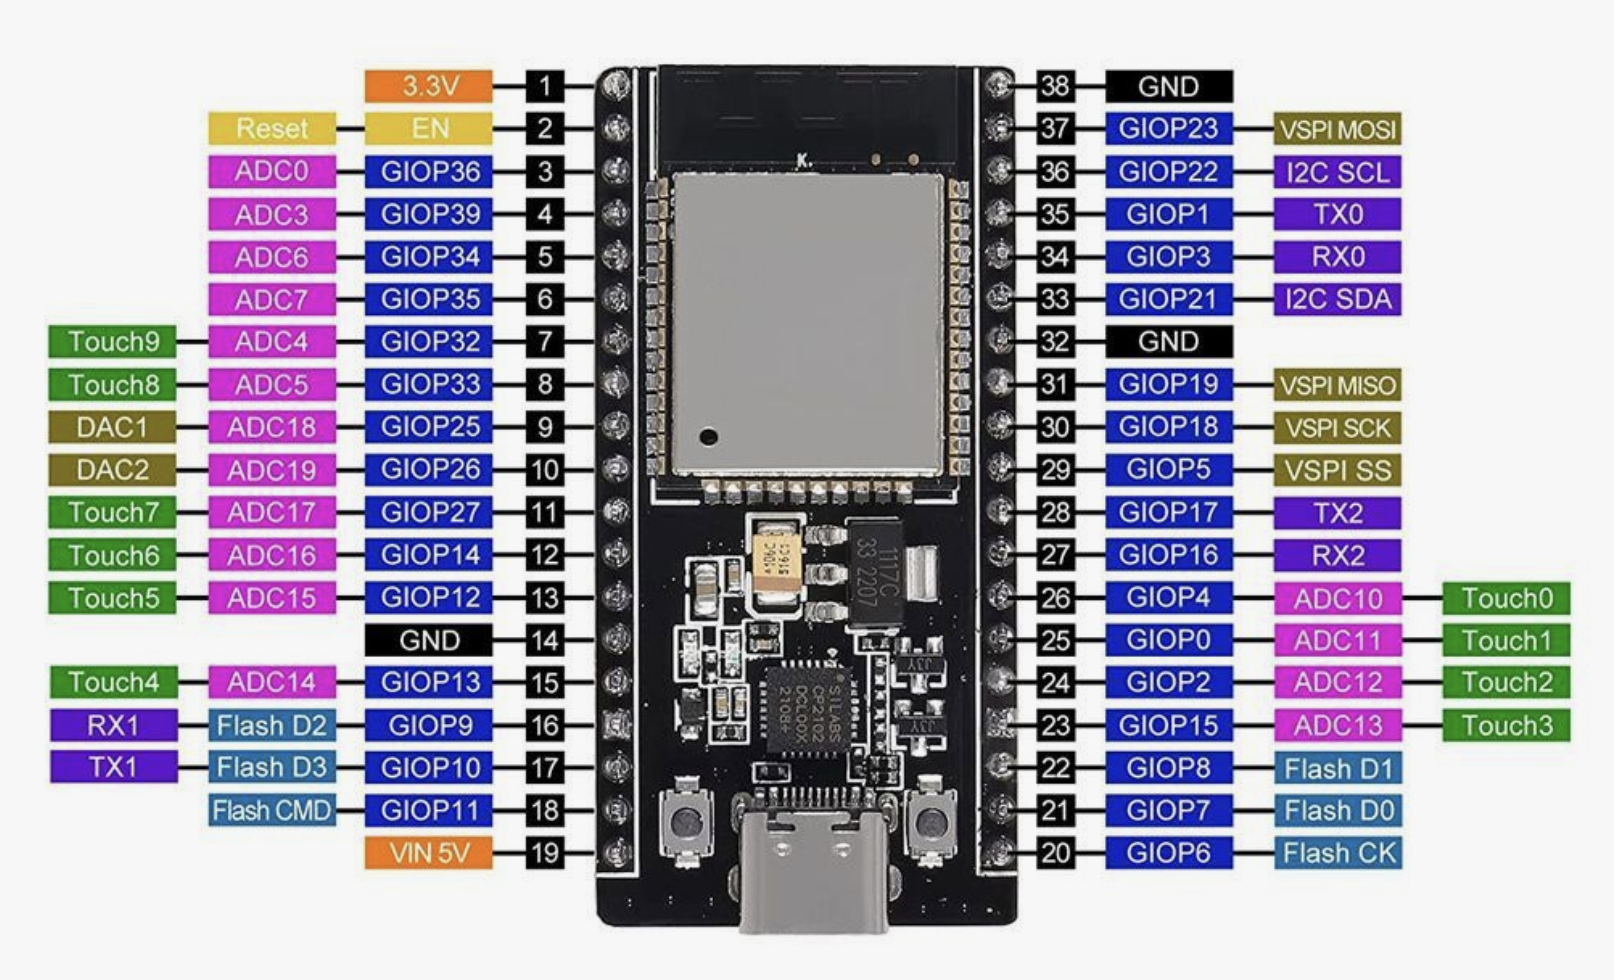 3.3V 1 38 GND
Reset EN 2 37 GIOP23 VSPI MOSI
ADC0 GIOP36 3 36 GIOP22 I2C SCL
ADC3 GIOP39 4 35 GIOP1 TX0
ADC6 GIOP34 5 34 GIOP3 RX0
ADC7 GIOP35 6 33 GIOP21 I2C SDA
Touch9 ADC4 GIOP32 7 32 GND
Touch8 ADC5 GIOP33 8 31 GIOP19 VSPI MISO
DAC1 ADC18 GIOP25 9 30 GIOP18 VSPI SCK
DAC2 ADC19 GIOP26 10 29 GIOP5 VSPI SS
Touch7 ADC17 GIOP27 11 28 GIOP17 TX2
Touch6 ADC16 GIOP14 12 27 GIOP16 RX2
Touch5 ADC15 GIOP12 13 26 GIOP4 ADC10 Touch0
GND 14 25 GIOP0 ADC11 Touch1
Touch4 ADC14 GIOP13 15 24 GIOP2 ADC12 Touch2
RX1 Flash D2 GIOP9 16 23 GIOP15 ADC13 Touch3
TX1 Flash D3 GIOP10 17 22 GIOP8 Flash D1
Flash CMD GIOP11 18 21 GIOP7 Flash D0
VIN 5V 19 20 GIOP6 Flash CK
K.
1117C
33 2207
J3Y
J3Y
SILABS
CP2102